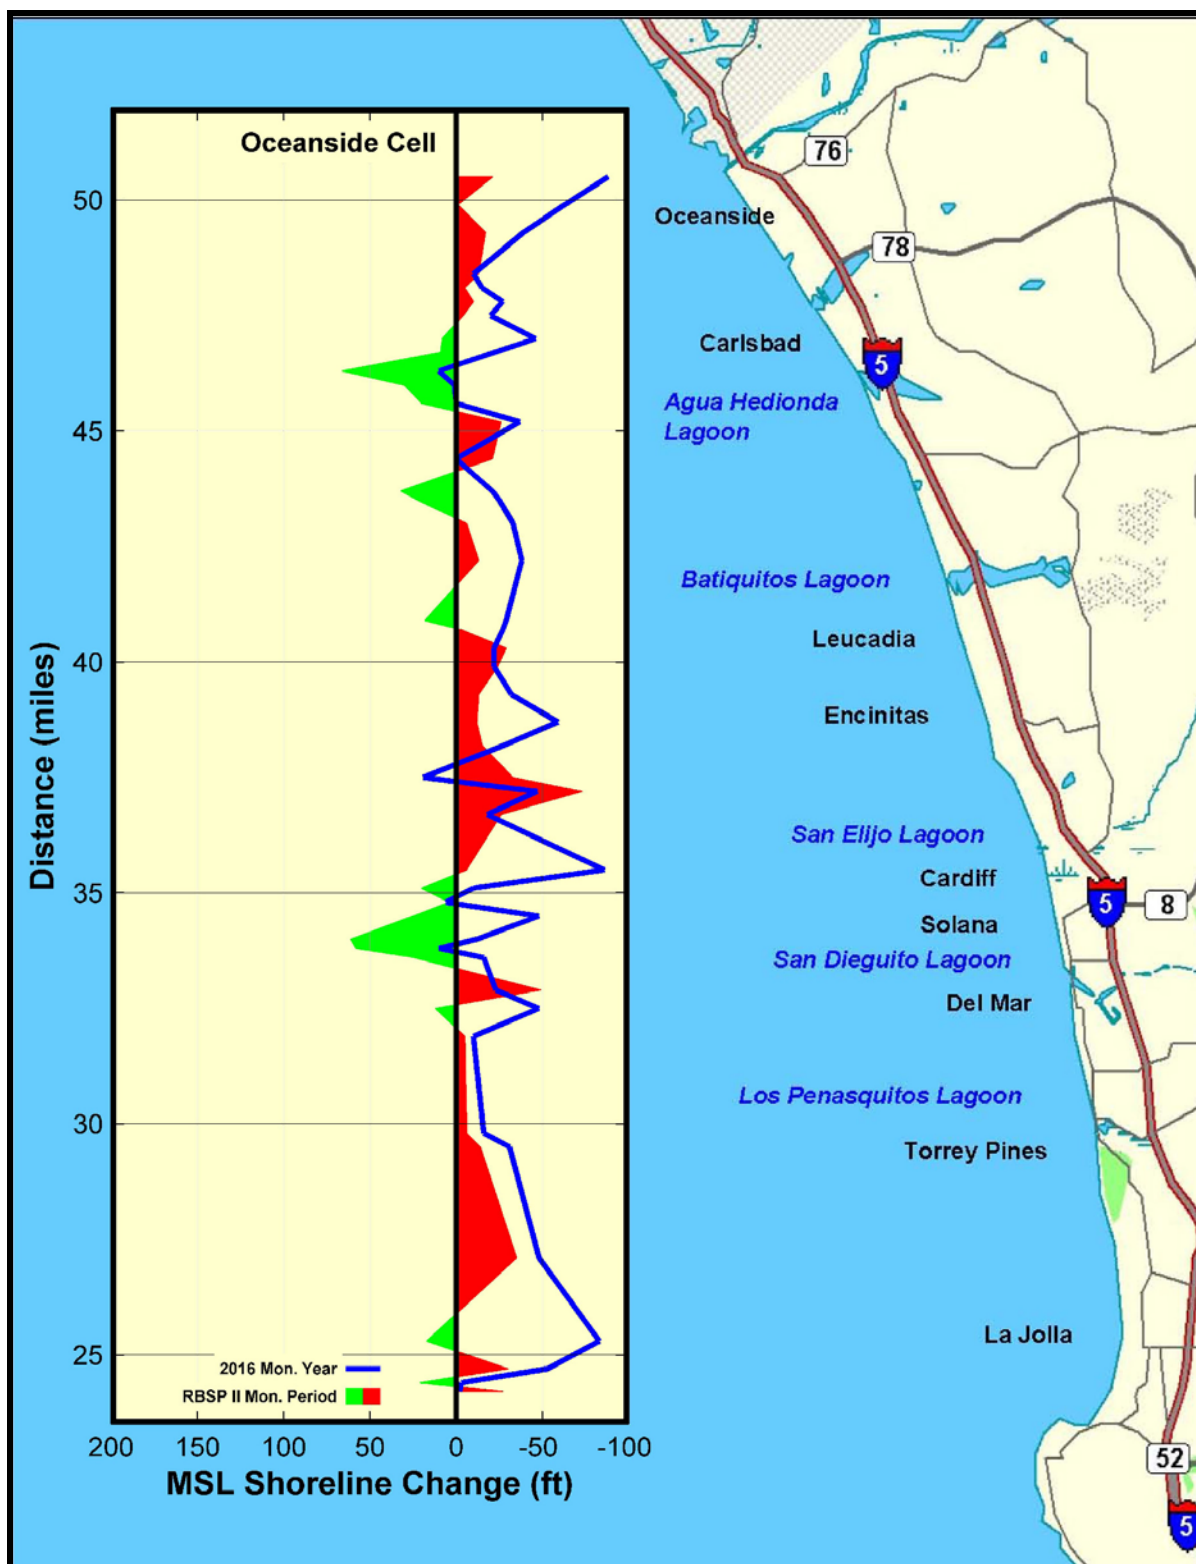 Oceanside Cell
50
45
40
35
30
25
Distance (miles)
2016 Mon. Year
RBSP II Mon. Period
200 150 100 50 0 -50 -100
MSL Shoreline Change (ft)
76
Oceanside
78
Carlsbad
5
Agua Hedionda
Lagoon
Batiquitos Lagoon
Leucadia
Encinitas
San Elijo Lagoon
Cardiff
5
8
Solana
San Dieguito Lagoon
Del Mar
Los Penasquitos Lagoon
Torrey Pines
La Jolla
52
5